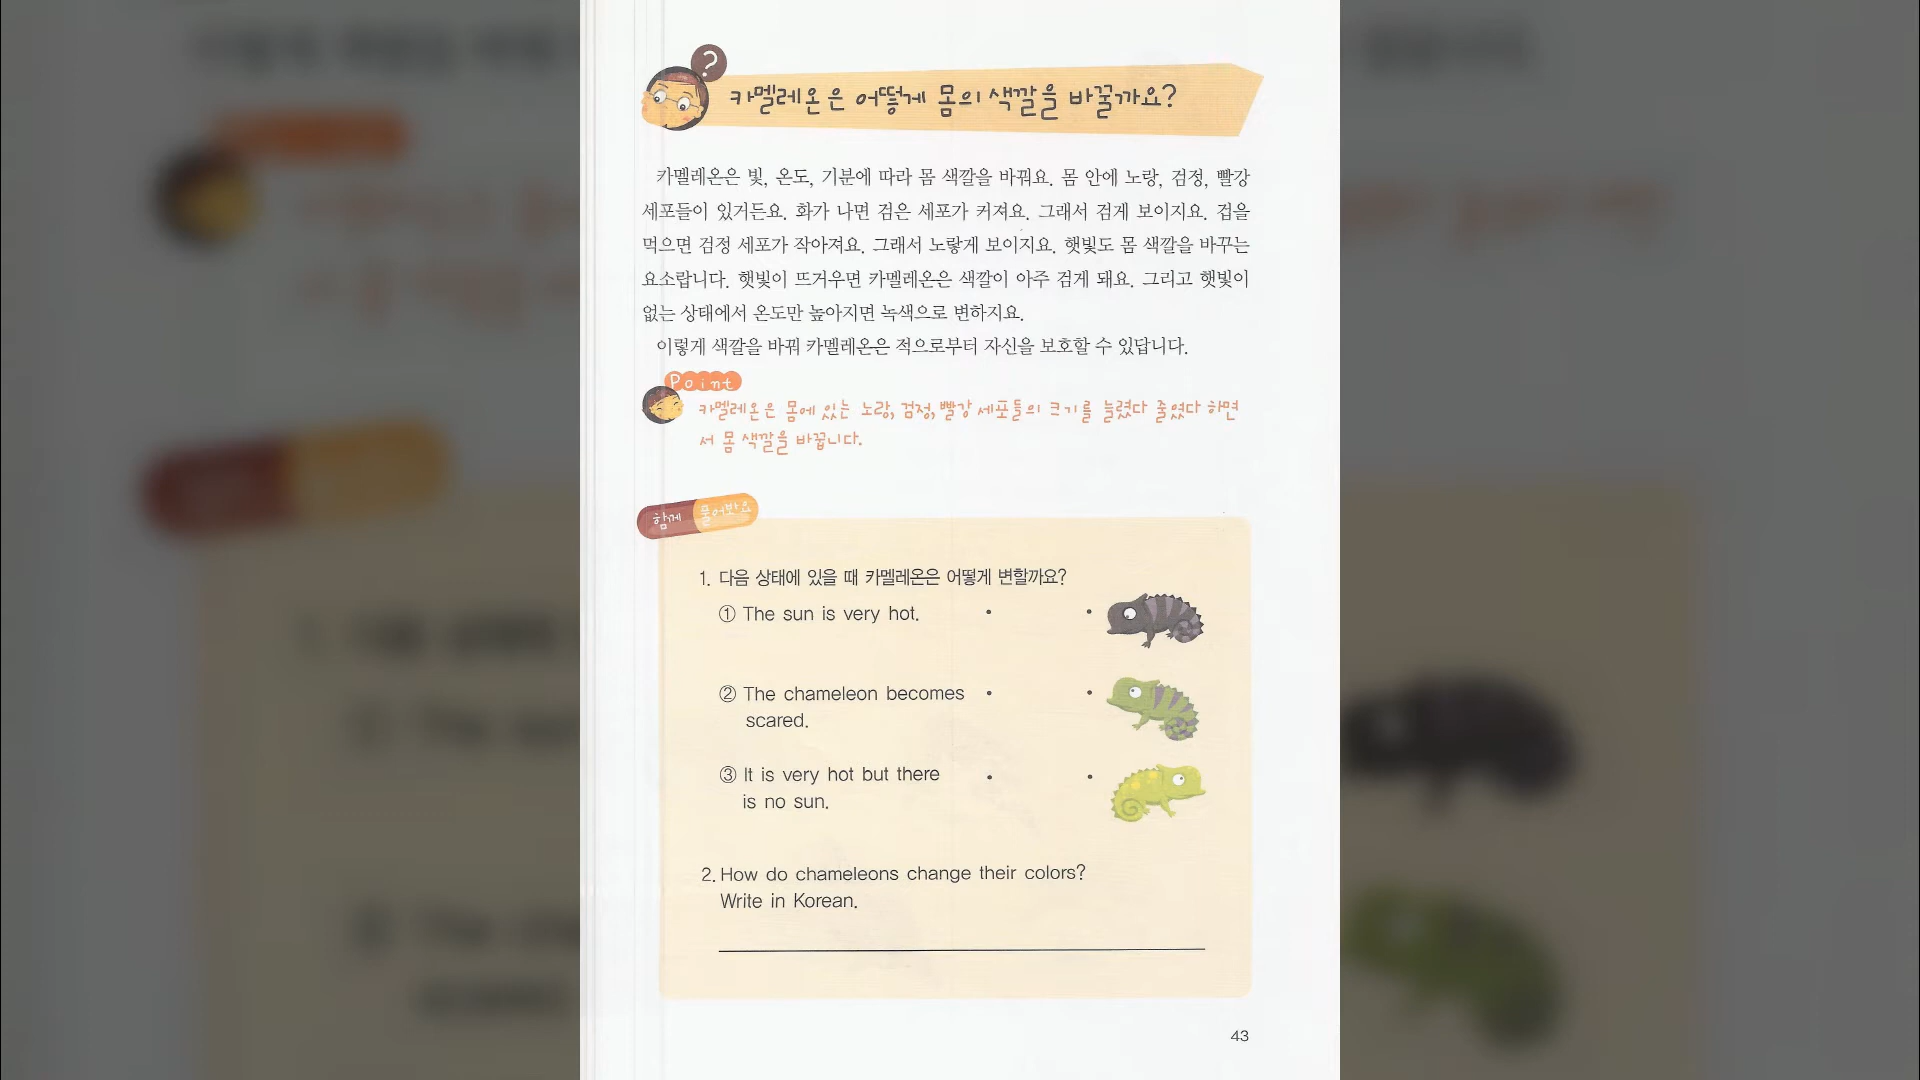 ?
카멜레온은 어떻게 몸의 색깔을 바꿀까요?
카멜레온은 빛, 온도, 기분에 따라 몸 색깔을 바꿔요. 몸 안에 노랑, 검정, 빨강
세포들이 있거든요. 화가 나면 검은 세포가 커져요. 그래서 검게 보이지요. 겁을
먹으면 검정 세포가 작아져요. 그래서 노랗게 보이지요. 햇빛도 몸 색깔을 바꾸는
요소랍니다. 햇빛이 뜨거우면 카멜레온은 색깔이 아주 검게 돼요. 그리고 햇빛이
없는 상태에서 온도만 높아지면 녹색으로 변하지요.
이렇게 색깔을 바꿔 카멜레온은 적으로부터 자신을 보호할 수 있답니다.
Point
카멜레온은 몸에 있는 노랑, 검정, 빨강 세포들의 크기를 늘렸다 줄였다 하면
서 몸 색깔을 바꿉니다.
함께 풀어봐요
1. 다음 상태에 있을 때 카멜레온은 어떻게 변할까요?
① The sun is very hot.
② The chameleon becomes
scared.
③ It is very hot but there
is no sun.
2. How do chameleons change their colors?
Write in Korean.
43